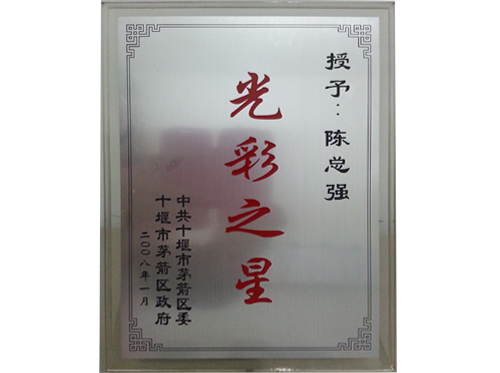 授予：陈总强
光彩之星
中共十堰市茅箭区委
十堰市茅箭区政府
二〇〇八年一月